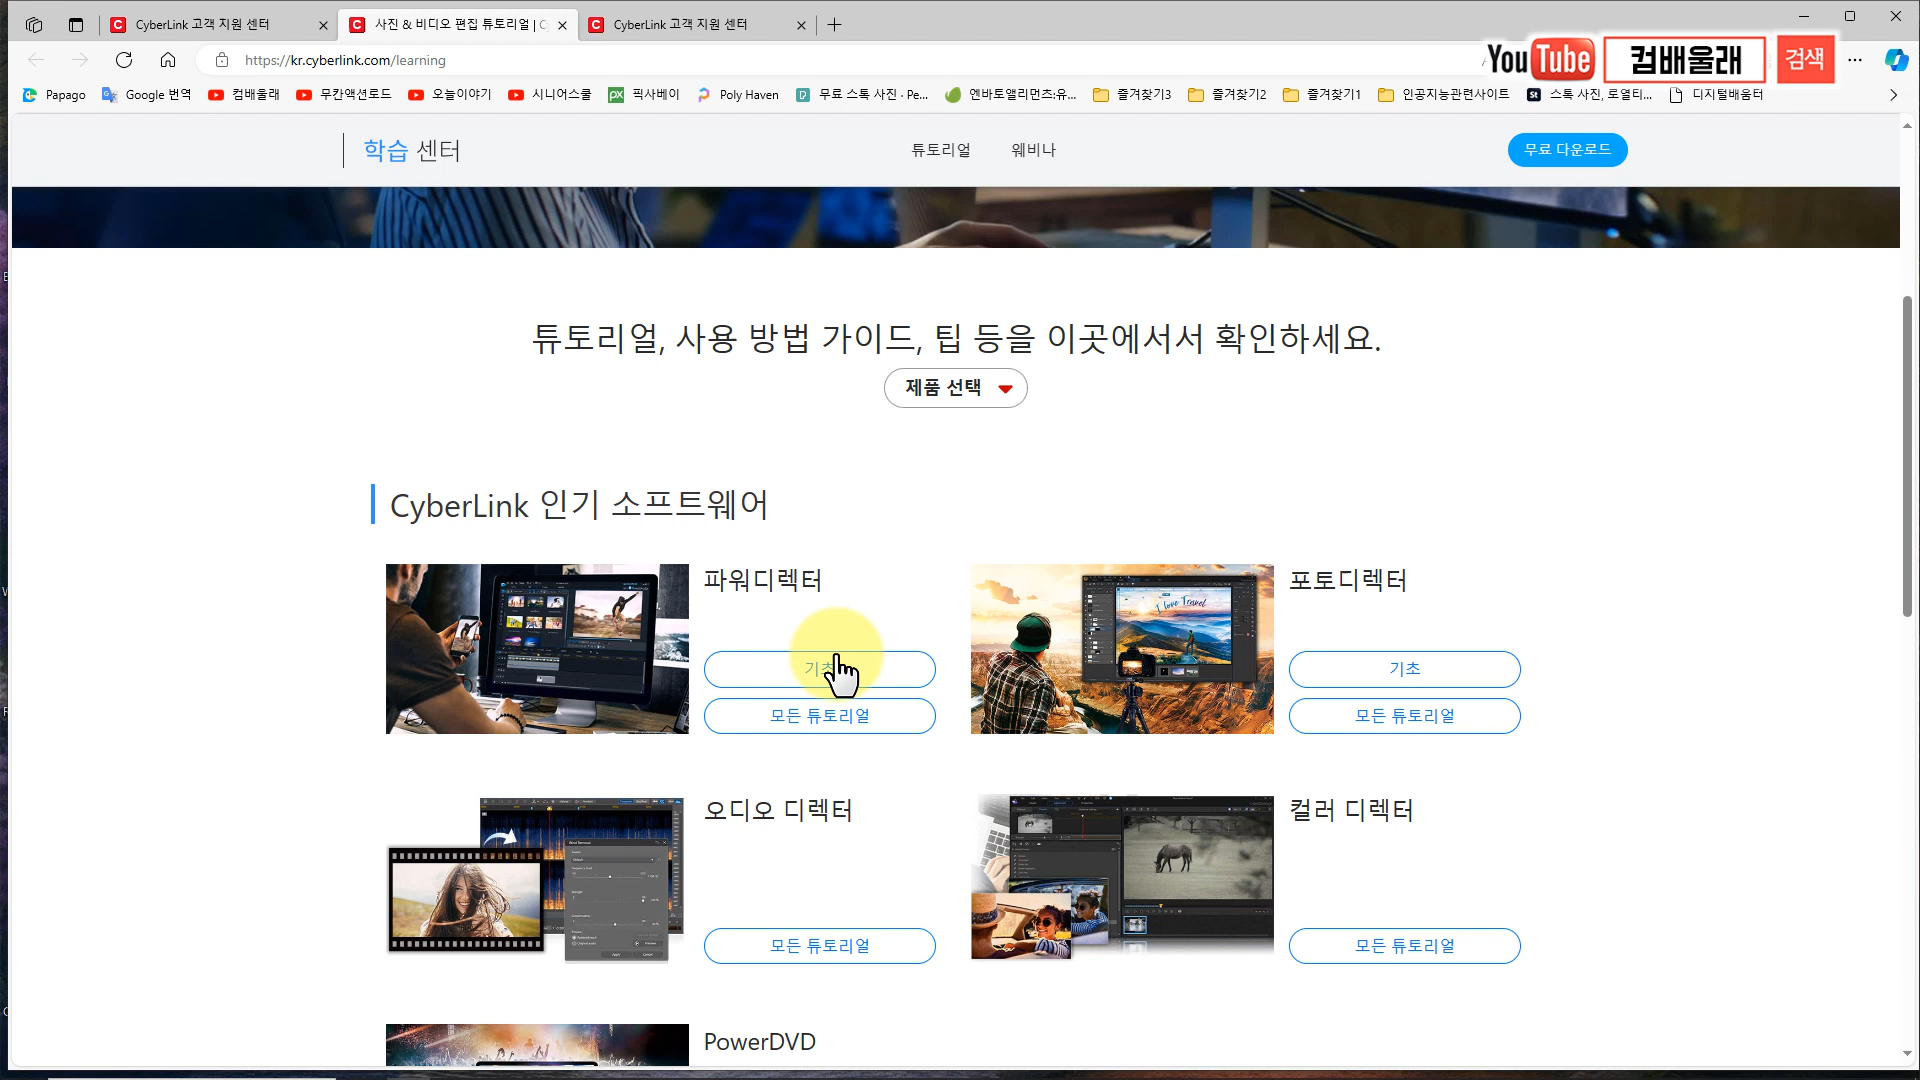 CyberLink 고객 지원 센터
사진 & 비디오 편집 튜토리얼 | C
CyberLink 고객 지원 센터
https://kr.cyberlink.com/learning
YouTube 컴배울래 검색
Papago
Google 번역
컴배울래
무칸액션로드
오늘이야기
시니어스쿨
픽사베이
Poly Haven
무료 스톡 사진 · Pe...
엔바토앨리먼츠:유...
즐겨찾기3
즐겨찾기2
즐겨찾기1
인공지능관련사이트
스톡 사진, 로열티...
디지털배움터
학습 센터
튜토리얼
웨비나
무료 다운로드
튜토리얼, 사용 방법 가이드, 팁 등을 이곳에서서 확인하세요.
제품 선택
CyberLink 인기 소프트웨어
파워디렉터
기초
모든 튜토리얼
I love Travel
포토디렉터
기초
모든 튜토리얼
오디오 디렉터
모든 튜토리얼
컬러 디렉터
모든 튜토리얼
PowerDVD